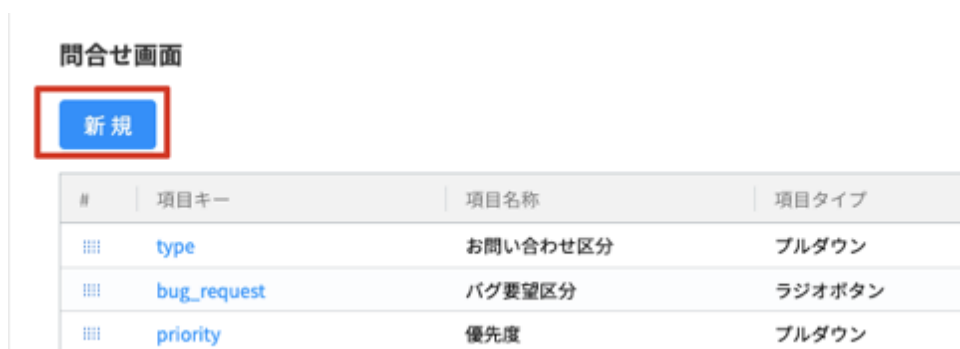 問合せ画面
新規
# 項目キー 項目名称 項目タイプ
type お問い合わせ区分 プルダウン
bug_request バグ要望区分 ラジオボタン
priority 優先度 プルダウン